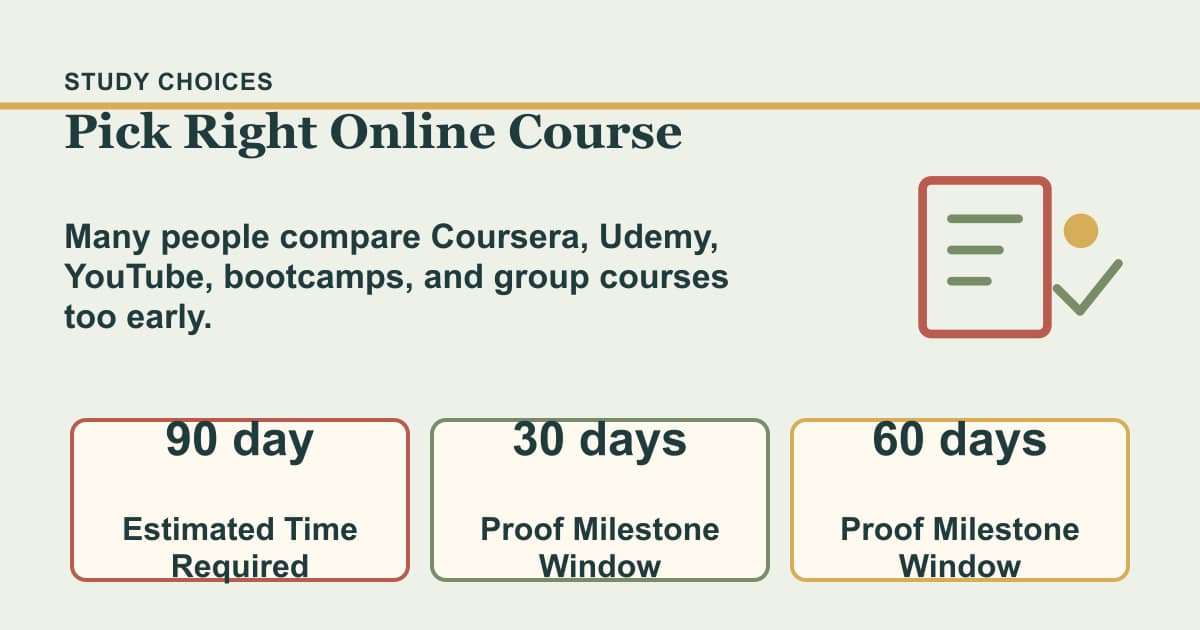 STUDY CHOICES
Pick Right Online Course
Many people compare Coursera, Udemy,
YouTube, bootcamps, and group courses
too early.
90 day
Estimated Time
Required
30 days
Proof Milestone
Window
60 days
Proof Milestone
Window